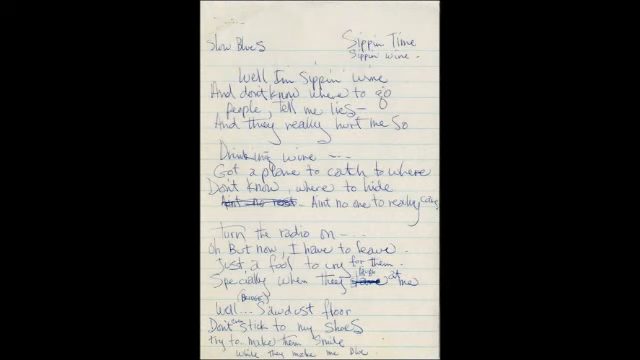 Slow Blues
Sippin Time
Sippin wine.
Well I'm Sippin' wine
And don't know where to go
people, Tell me lies—
And they really hurt me so
Drinking wine ---
Got a plane to catch to where
Don't know, where to hide
Ain't no rest - Aint no one to really care
Turn the radio on ---
Oh But now, I have to leave.
Just a fool to cry for them.
Specially when they at me
Well... Sawdust floor
Don't stick to my shoes
Try to make them smile
While they make me blue